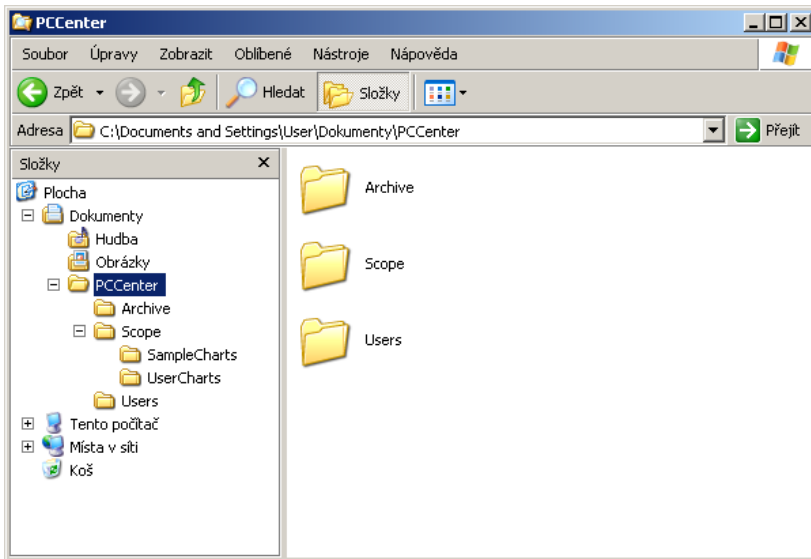 PCCenter
Soubor Úpravy Zobrazit Oblíbené Nástroje Nápověda
Zpět Hledat Složky
Adresa C:\Documents and Settings\User\Dokumenty\PCCenter Přejít
Složky
Plocha
Dokumenty
Hudba
Obrázky
PCCenter
Archive
Scope
SampleCharts
UserCharts
Users
Tento počítač
Místa v síti
Koš
Archive
Scope
Users